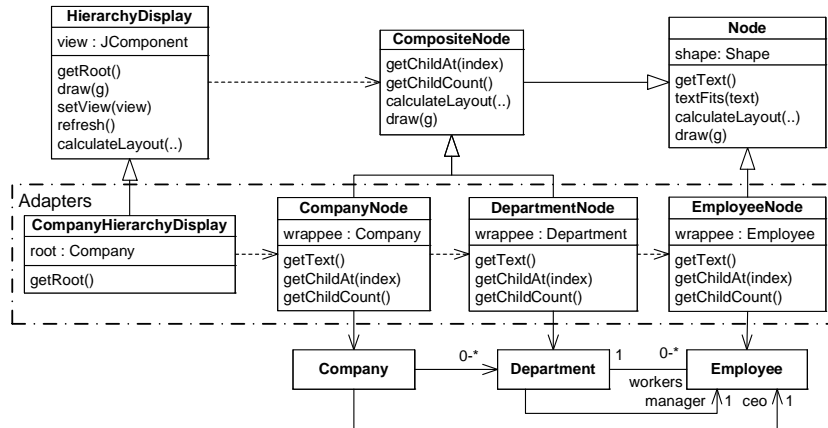 HierarchyDisplay
view : JComponent
getRoot()
draw(g)
setView(view)
refresh()
calculateLayout(..)
CompositeNode
getChildAt(index)
getChildCount()
calculateLayout(..)
draw(g)
Node
shape: Shape
getText()
textFits(text)
calculateLayout(..)
draw(g)
Adapters
CompanyHierarchyDisplay
root : Company
getRoot()
CompanyNode
wrappee : Company
getText()
getChildAt(index)
getChildCount()
DepartmentNode
wrappee : Department
getText()
getChildAt(index)
getChildCount()
EmployeeNode
wrappee : Employee
getText()
getChildAt(index)
getChildCount()
Company
0-*
Department
1
0-*
workers
Employee
manager
1
ceo
1